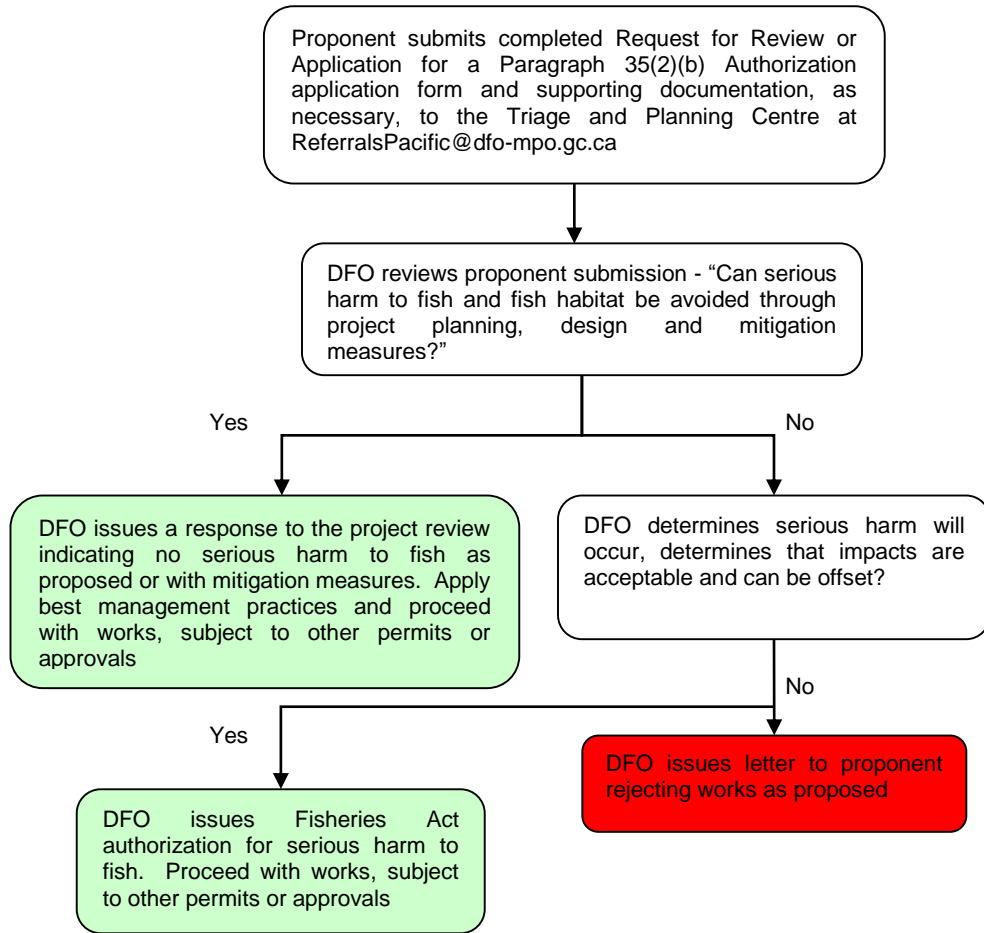 Proponent submits completed Request for Review or
Application for a Paragraph 35(2)(b) Authorization
application form and supporting documentation, as
necessary, to the Triage and Planning Centre at
ReferralsPacific@dfo-mpo.gc.ca
DFO reviews proponent submission - “Can serious
harm to fish and fish habitat be avoided through
project planning, design and mitigation
measures?”
Yes
No
DFO issues a response to the project review
indicating no serious harm to fish as
proposed or with mitigation measures. Apply
best management practices and proceed
with works, subject to other permits or
approvals
DFO determines serious harm will
occur, determines that impacts are
acceptable and can be offset?
Yes
No
DFO issues Fisheries Act
authorization for serious harm to
fish. Proceed with works, subject
to other permits or approvals
DFO issues letter to proponent
rejecting works as proposed